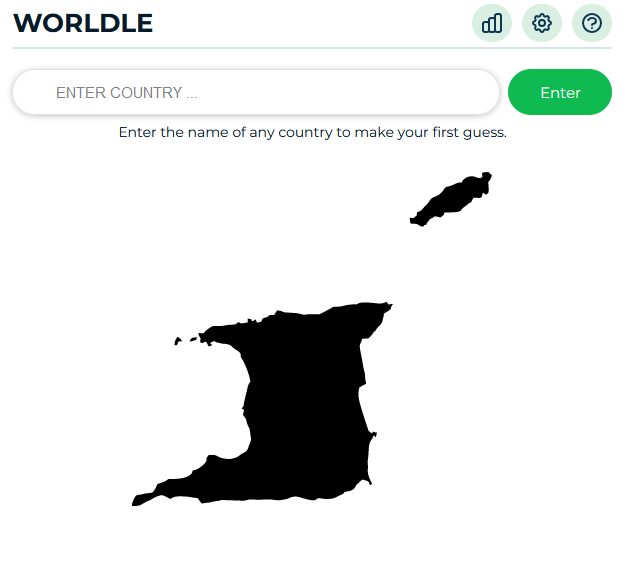 WORLDLE
ENTER COUNTRY ...
Enter
Enter the name of any country to make your first guess.